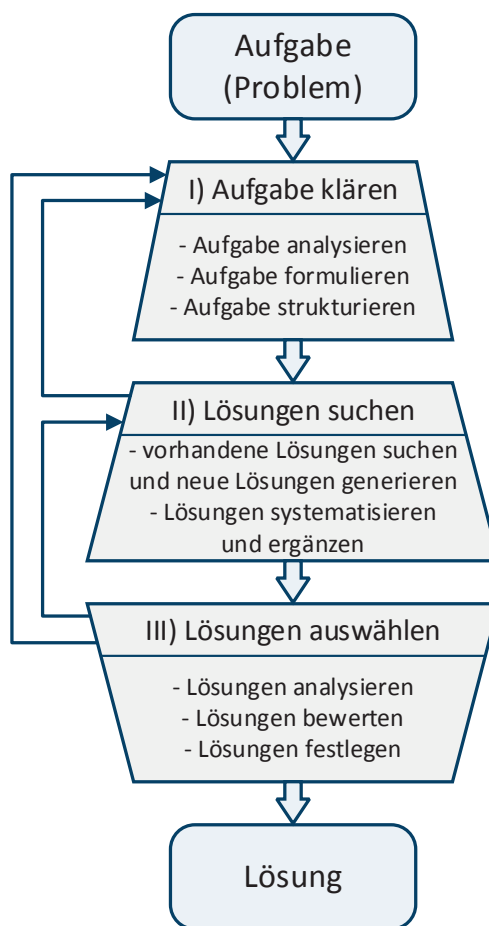 Aufgabe
(Problem)
I) Aufgabe klären
- Aufgabe analysieren
- Aufgabe formulieren
- Aufgabe strukturieren
II) Lösungen suchen
- vorhandene Lösungen suchen
und neue Lösungen generieren
- Lösungen systematisieren
und ergänzen
III) Lösungen auswählen
- Lösungen analysieren
- Lösungen bewerten
- Lösungen festlegen
Lösung